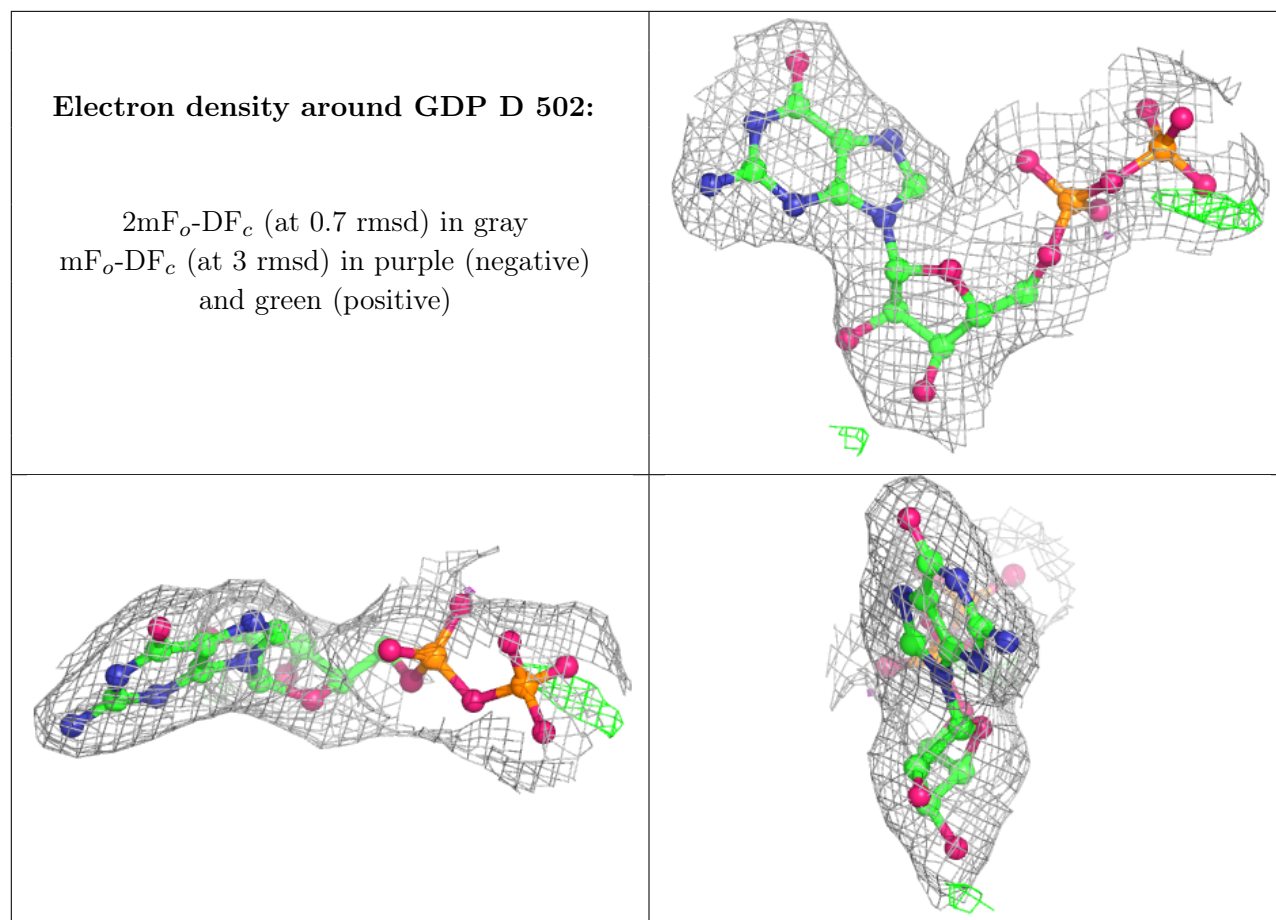 Electron density around GDP D 502:
2mFₒ-DF𝒸 (at 0.7 rmsd) in gray
mFₒ-DF𝒸 (at 3 rmsd) in purple (negative)
and green (positive)